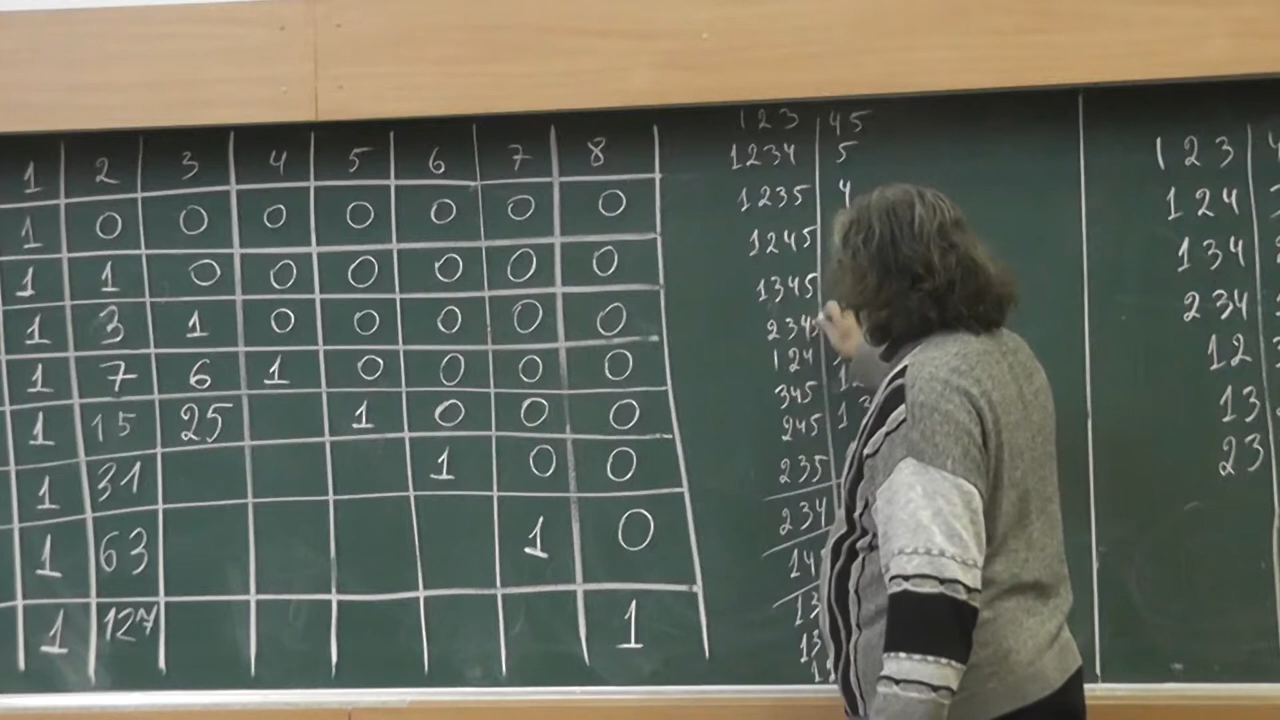 1 2 3 4 5 6 7 8
1 0 0 0 0 0 0 0
1 1 0 0 0 0 0 0
1 3 1 0 0 0 0 0
1 7 6 1 0 0 0 0
1 15 25 1 0 0 0
1 31 1 0 0
1 63 1 0
1 127 1
123 45
1234 5
1235 4
1245
1345
234
124
345
245
235
234
14
13
13
123
124
134
234
12
13
23